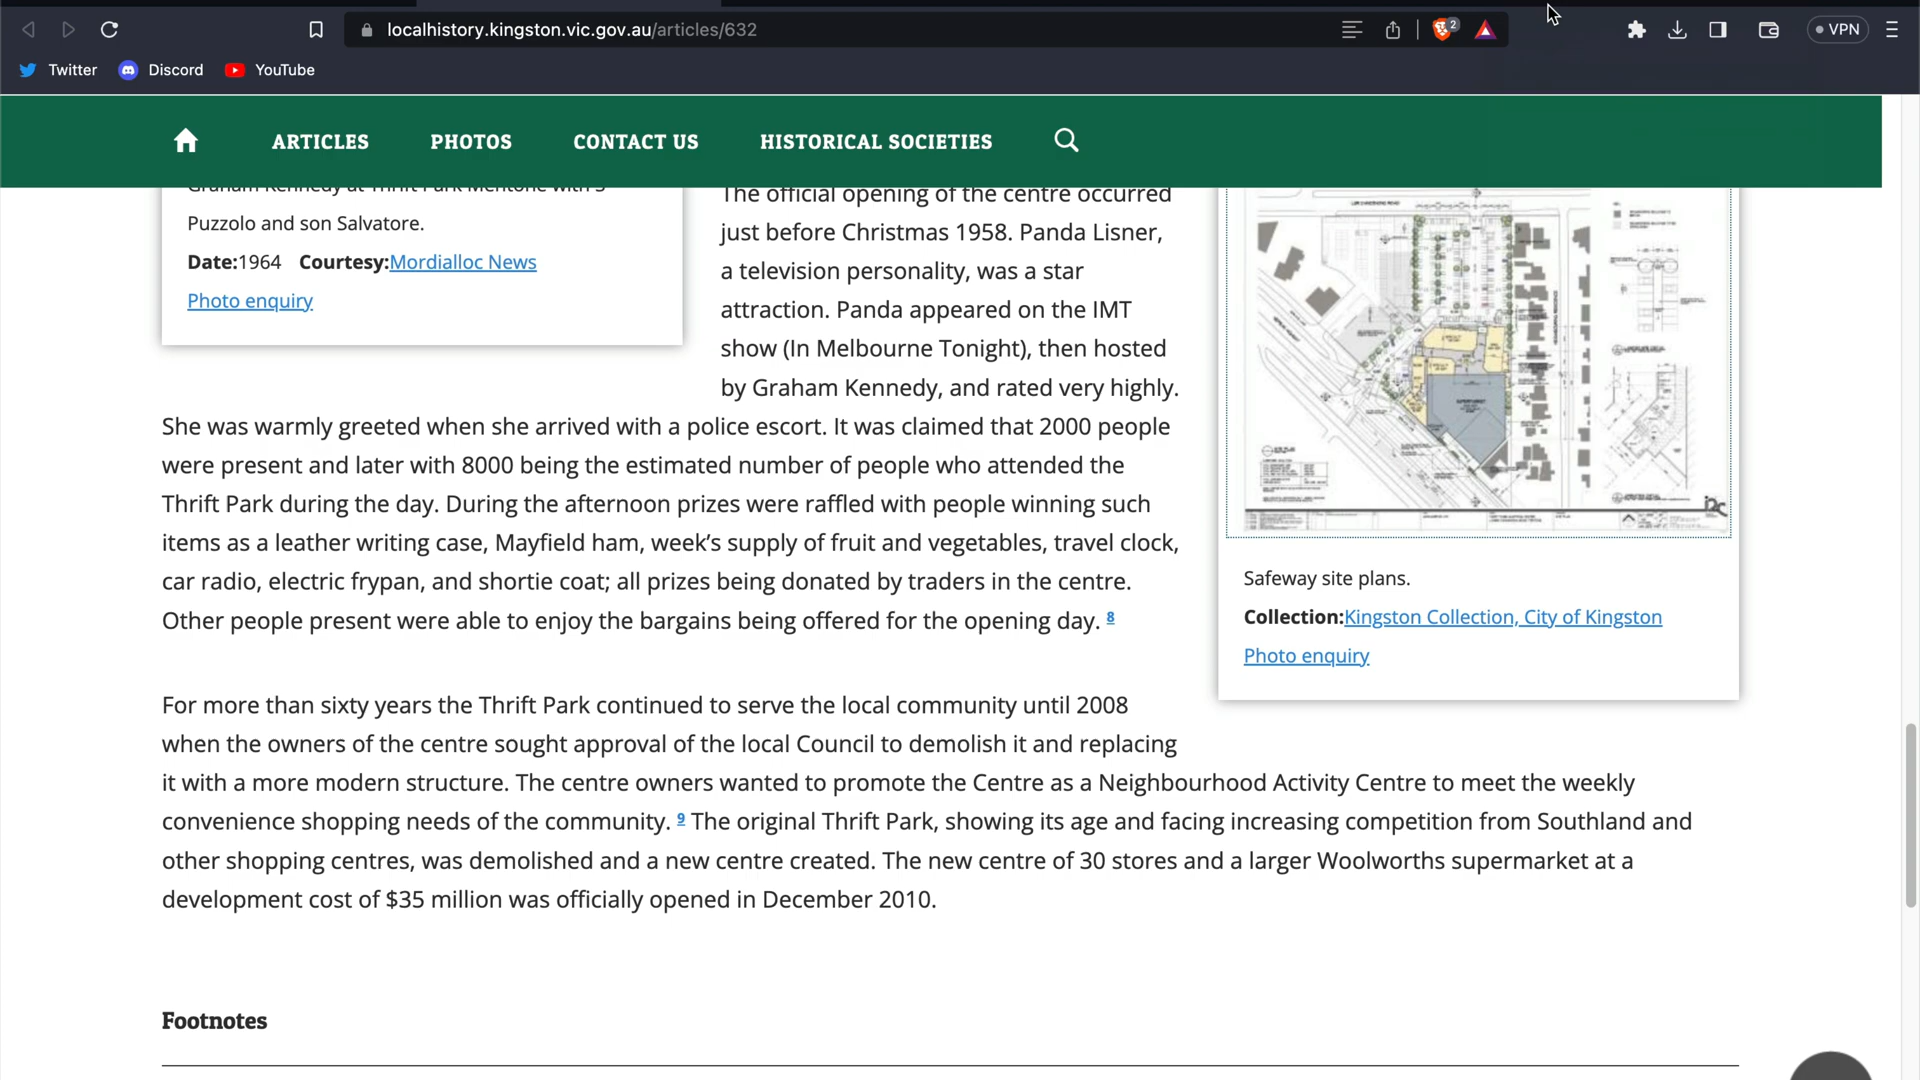 localhistory.kingston.vic.gov.au/articles/632
2
VPN
Twitter
Discord
YouTube
ARTICLES
PHOTOS
CONTACT US
HISTORICAL SOCIETIES
Graham Kennedy at Thrift Park Mentone with S
Puzzolo and son Salvatore.
Date:1964 Courtesy:Mordialloc News
Photo enquiry
The official opening of the centre occurred
just before Christmas 1958. Panda Lisner,
a television personality, was a star
attraction. Panda appeared on the IMT
show (In Melbourne Tonight), then hosted
by Graham Kennedy, and rated very highly.
She was warmly greeted when she arrived with a police escort. It was claimed that 2000 people
were present and later with 8000 being the estimated number of people who attended the
Thrift Park during the day. During the afternoon prizes were raffled with people winning such
items as a leather writing case, Mayfield ham, week’s supply of fruit and vegetables, travel clock,
car radio, electric frypan, and shortie coat; all prizes being donated by traders in the centre.
Other people present were able to enjoy the bargains being offered for the opening day. 8
i2c
Safeway site plans.
Collection:Kingston Collection, City of Kingston
Photo enquiry
For more than sixty years the Thrift Park continued to serve the local community until 2008
when the owners of the centre sought approval of the local Council to demolish it and replacing
it with a more modern structure. The centre owners wanted to promote the Centre as a Neighbourhood Activity Centre to meet the weekly
convenience shopping needs of the community. 9 The original Thrift Park, showing its age and facing increasing competition from Southland and
other shopping centres, was demolished and a new centre created. The new centre of 30 stores and a larger Woolworths supermarket at a
development cost of $35 million was officially opened in December 2010.
Footnotes